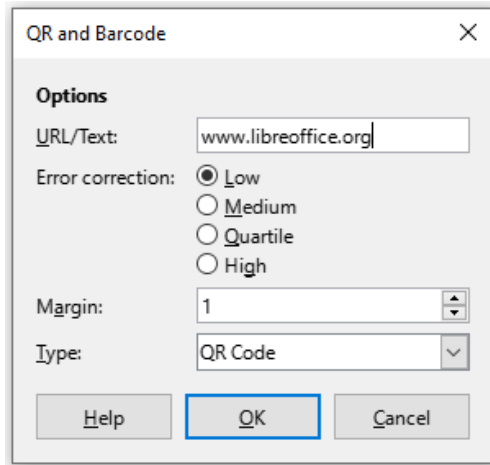 QR and Barcode
Options
URL/Text: www.libreoffice.org
Error correction: Low
Medium
Quartile
High
Margin: 1
Type: QR Code
Help OK Cancel